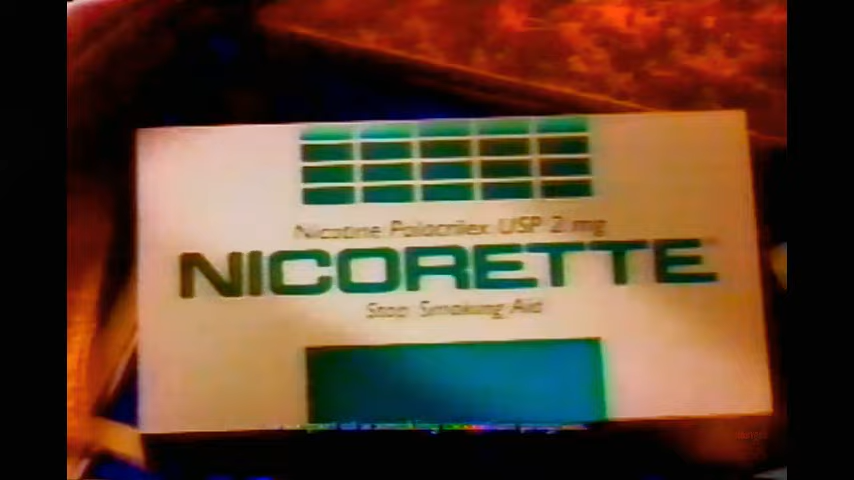 Nicotine Polacrilex USP 2 mg
NICORETTE
Stop Smoking Aid